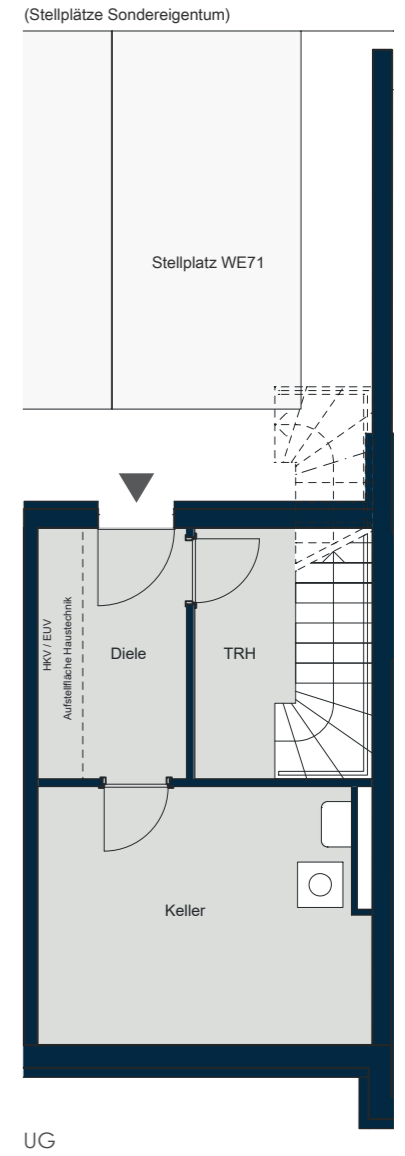 (Stellplätze Sondereigentum)
Stellplatz WE71
HKV / EUV
Aufstellfläche Haustechnik
Diele
TRH
Keller
UG